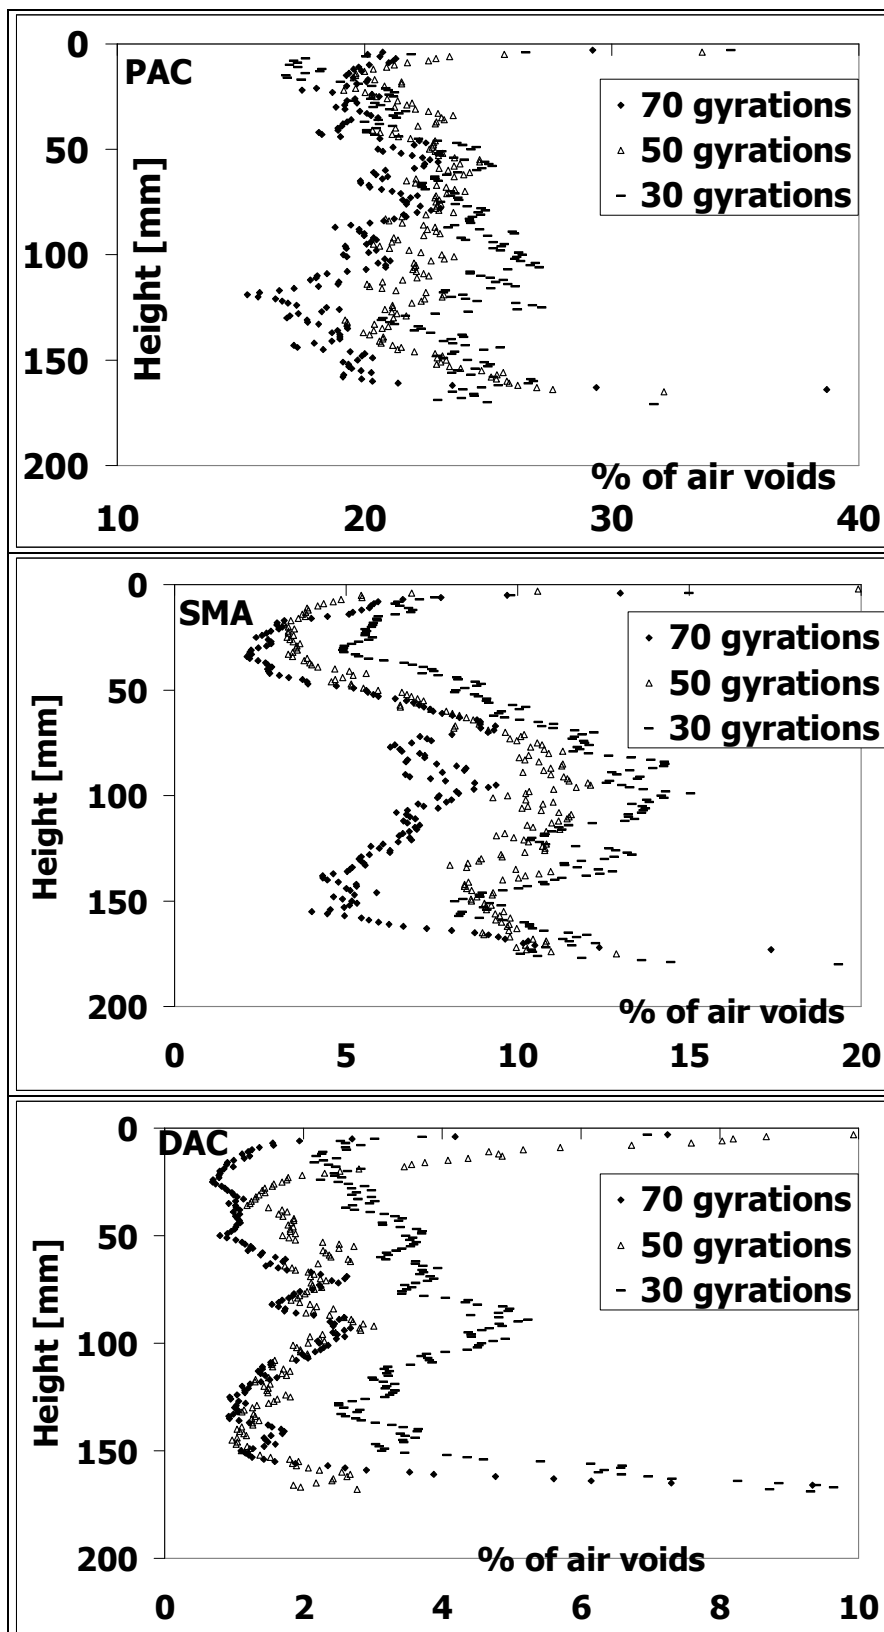 0
PAC
70 gyrations
50
50 gyrations
30 gyrations
Height [mm]
100
150
% of air voids
200
10 20 30 40
0
SMA
70 gyrations
50 gyrations
50
30 gyrations
Height [mm]
100
150
200
% of air voids
0 5 10 15 20
0
DAC
70 gyrations
50
50 gyrations
30 gyrations
Height [mm]
100
150
200
% of air voids
0 2 4 6 8 10